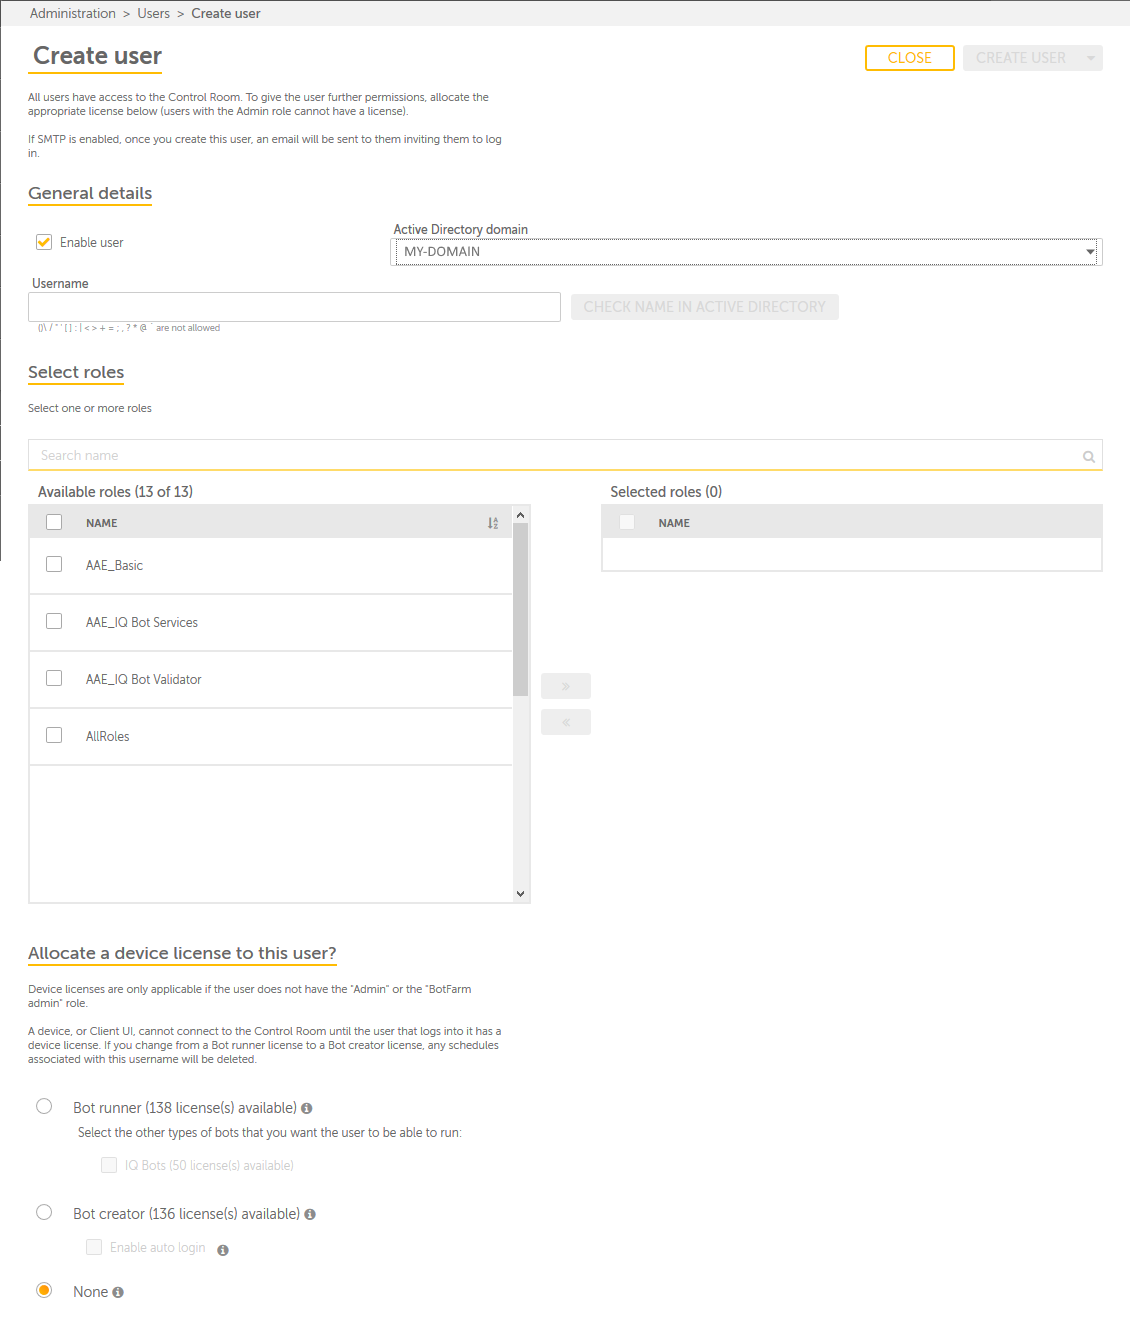 Administration > Users > Create user
Create user
CLOSE
CREATE USER
All users have access to the Control Room. To give the user further permissions, allocate the
appropriate license below (users with the Admin role cannot have a license).
If SMTP is enabled, once you create this user, an email will be sent to them inviting them to log
in.
General details
Enable user
Active Directory domain
MY-DOMAIN
Username
CHECK NAME IN ACTIVE DIRECTORY
()\ / " ' [ ] : | < > + = ; , ? * @ ` are not allowed
Select roles
Select one or more roles
Search name
Available roles (13 of 13)
NAME
AAE_Basic
AAE_IQ Bot Services
AAE_IQ Bot Validator
AllRoles
Selected roles (0)
NAME
Allocate a device license to this user?
Device licenses are only applicable if the user does not have the "Admin" or the "BotFarm
admin" role.
A device, or Client UI, cannot connect to the Control Room until the user that logs into it has a
device license. If you change from a Bot runner license to a Bot creator license, any schedules
associated with this username will be deleted.
Bot runner (138 license(s) available)
Select the other types of bots that you want the user to be able to run:
IQ Bots (50 license(s) available)
Bot creator (136 license(s) available)
Enable auto login
None